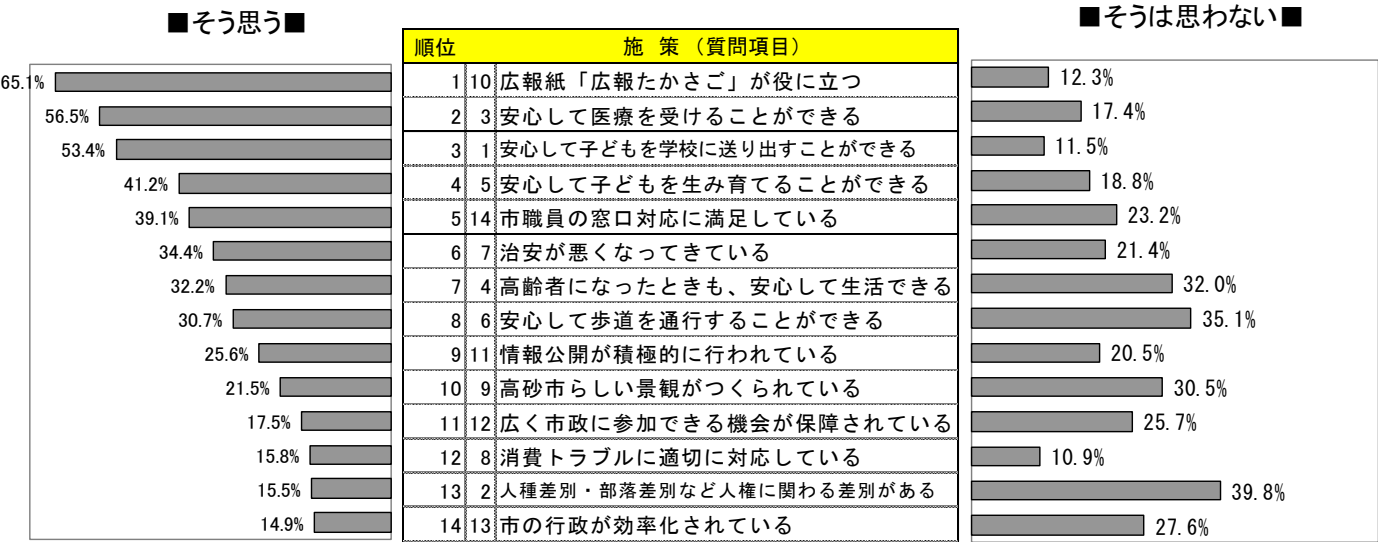 ■そう思う■ ■そうは思わない■
順位 施 策 （質問項目）
65.1% 1 10 広報紙「広報たかさご」が役に立つ 12.3%
56.5% 2 3 安心して医療を受けることができる 17.4%
53.4% 3 1 安心して子どもを学校に送り出すことができる 11.5%
41.2% 4 5 安心して子どもを生み育てることができる 18.8%
39.1% 5 14 市職員の窓口対応に満足している 23.2%
34.4% 6 7 治安が悪くなってきている 21.4%
32.2% 7 4 高齢者になったときも、安心して生活できる 32.0%
30.7% 8 6 安心して歩道を通行することができる 35.1%
25.6% 9 11 情報公開が積極的に行われている 20.5%
21.5% 10 9 高砂市らしい景観がつくられている 30.5%
17.5% 11 12 広く市政に参加できる機会が保障されている 25.7%
15.8% 12 8 消費トラブルに適切に対応している 10.9%
15.5% 13 2 人種差別・部落差別など人権に関わる差別がある 39.8%
14.9% 14 13 市の行政が効率化されている 27.6%